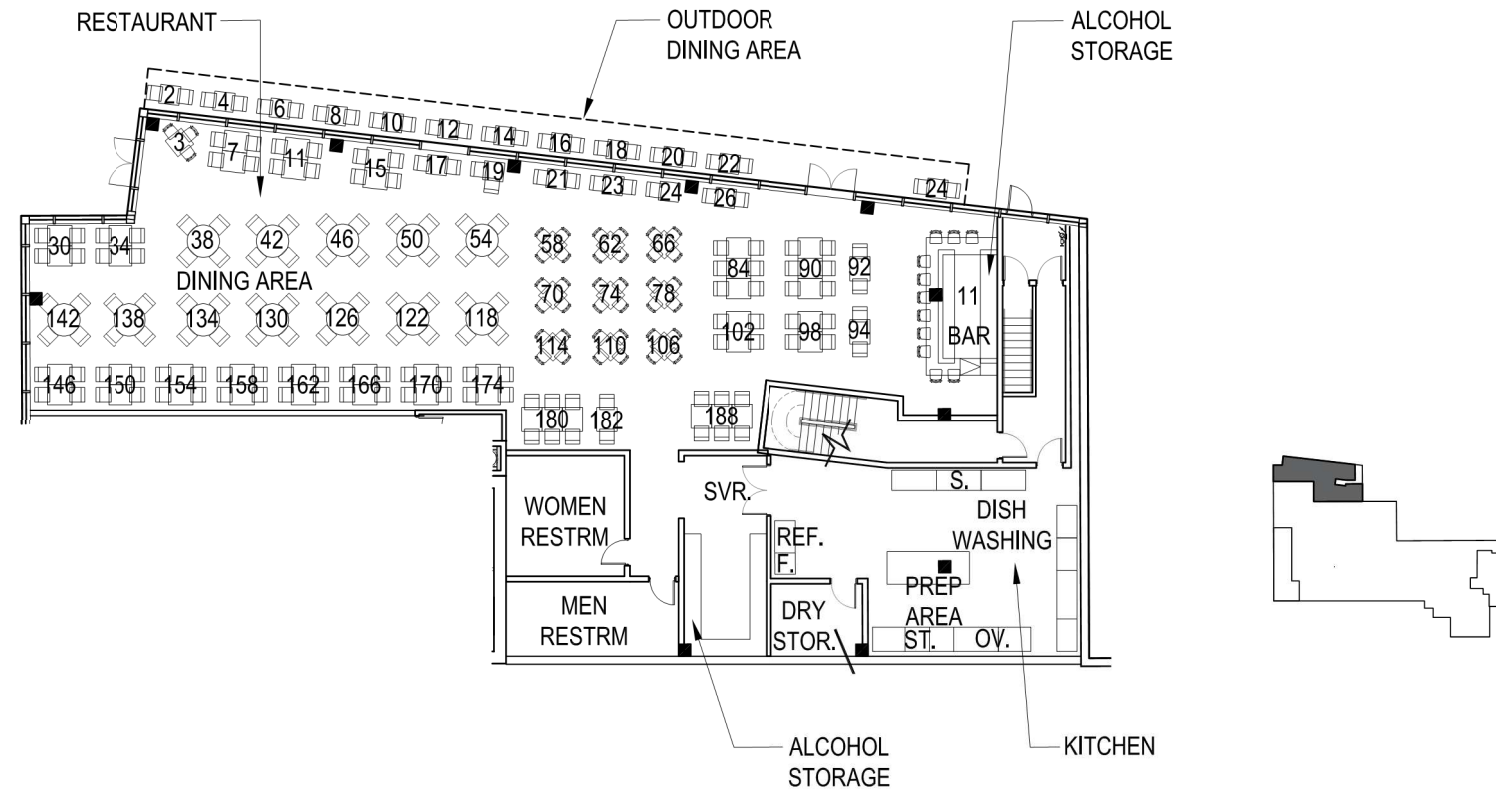 RESTAURANT
OUTDOOR
DINING AREA
ALCOHOL
STORAGE
2 4 6 8 10 12 14 16 18 20 22 24
3 7 11 15 17 19 21 23 24 26
30 34 38 42 46 50 54 58 62 66 84 90 92
DINING AREA
70 74 78
11
BAR
142 138 134 130 126 122 118 114 110 106 102 98 94
146 150 154 158 162 166 170 174
180 182 188
WOMEN
RESTRM
SVR.
S.
DISH
WASHING
REF.
F.
PREP
AREA
MEN
RESTRM
DRY
STOR.
ST.
OV.
ALCOHOL
STORAGE
KITCHEN